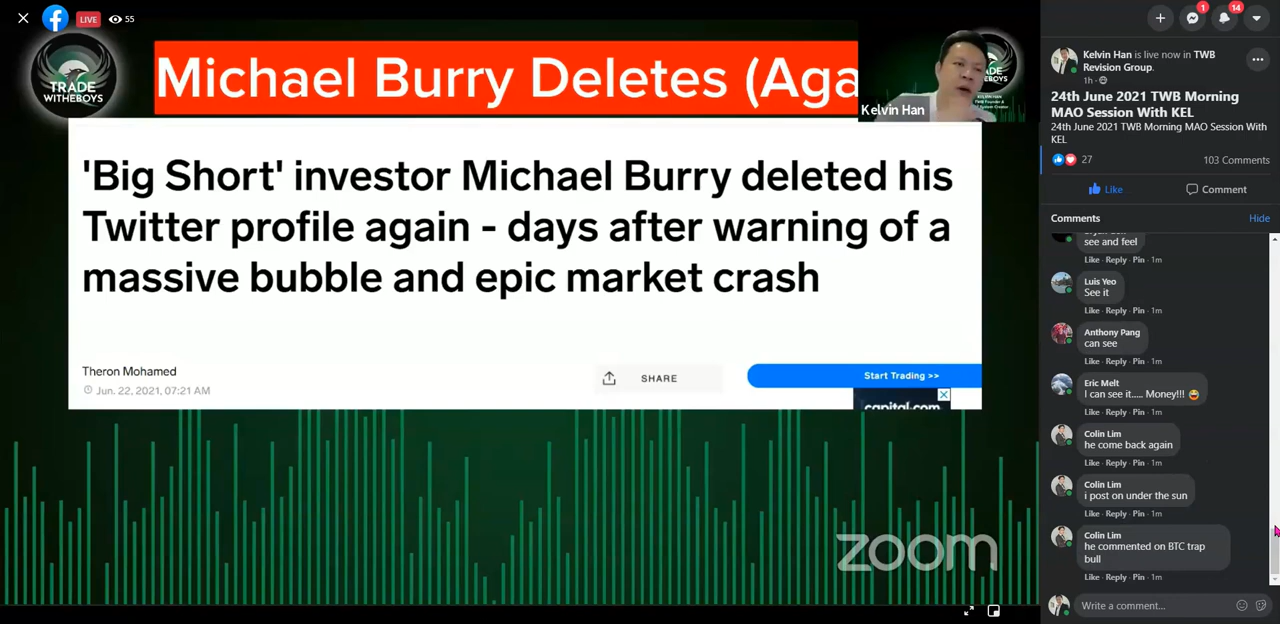 LIVE
55
TRADE
WITHEBOYS
Michael Burry Deletes (Aga
Kelvin Han
'Big Short' investor Michael Burry deleted his
Twitter profile again - days after warning of a
massive bubble and epic market crash
Theron Mohamed
Jun. 22, 2021, 07:21 AM
SHARE
Start Trading >>
capital.com
zoom
1
14
Kelvin Han is live now in TWB
Revision Group.
1h
24th June 2021 TWB Morning
MAO Session With KEL
24th June 2021 TWB Morning MAO Session With
KEL
27
103 Comments
Like
Comment
Comments
Hide
see and feel
Like · Reply · Pin · 1m
Luis Yeo
See it
Like · Reply · Pin · 1m
Anthony Pang
can see
Like · Reply · Pin · 1m
Eric Melt
I can see it..... Money!!! 😂
Like · Reply · Pin · 1m
Colin Lim
he come back again
Like · Reply · Pin · 1m
Colin Lim
i post on under the sun
Like · Reply · Pin · 1m
Colin Lim
he commented on BTC trap
bull
Like · Reply · Pin · 1m
Write a comment...